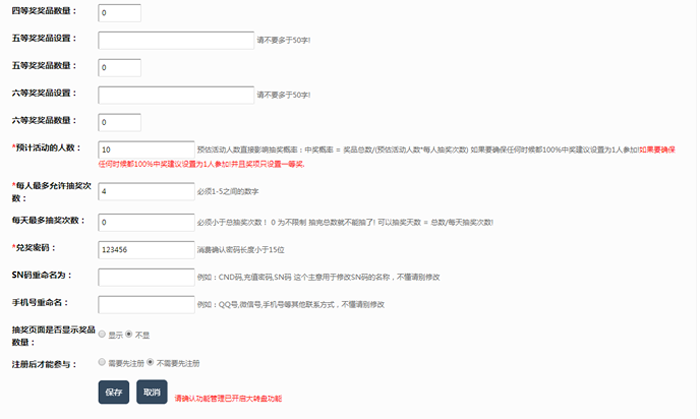 四等奖奖品数量： 0
五等奖奖品设置： 请不要多于50字!
五等奖奖品数量： 0
六等奖奖品设置： 请不要多于50字!
六等奖奖品数量： 0
*预计活动的人数： 10 预估活动人数直接影响抽奖概率：中奖概率 = 奖品总数/(预估活动人数*每人抽奖次数) 如果要确保任何时候都100%中奖建议设置为1人参加!如果要确保
任何时候都100%中奖建议设置为1人参加!并且奖项只设置一等奖.
*每人最多允许抽奖次
数： 4 必须1-5之间的数字
每天最多抽奖次数： 0 必须小于总抽奖次数！ 0 为不限制 抽完总数就不能抽了! 可以抽奖天数 = 总数/每天抽奖次数!
*兑奖密码： 123456 消费确认密码长度小于15位
SN码重命名为： 例如：CND码,充值密码,SN码 这个主意用于修改SN码的名称，不懂请别修改
手机号重命名： 例如：QQ号,微信号,手机号等其他联系方式，不懂请别修改
抽奖页面是否显示奖品
数量： 显示 不显
注册后才能参与： 需要先注册 不需要先注册
保存 取消 请确认功能管理已开启大转盘功能